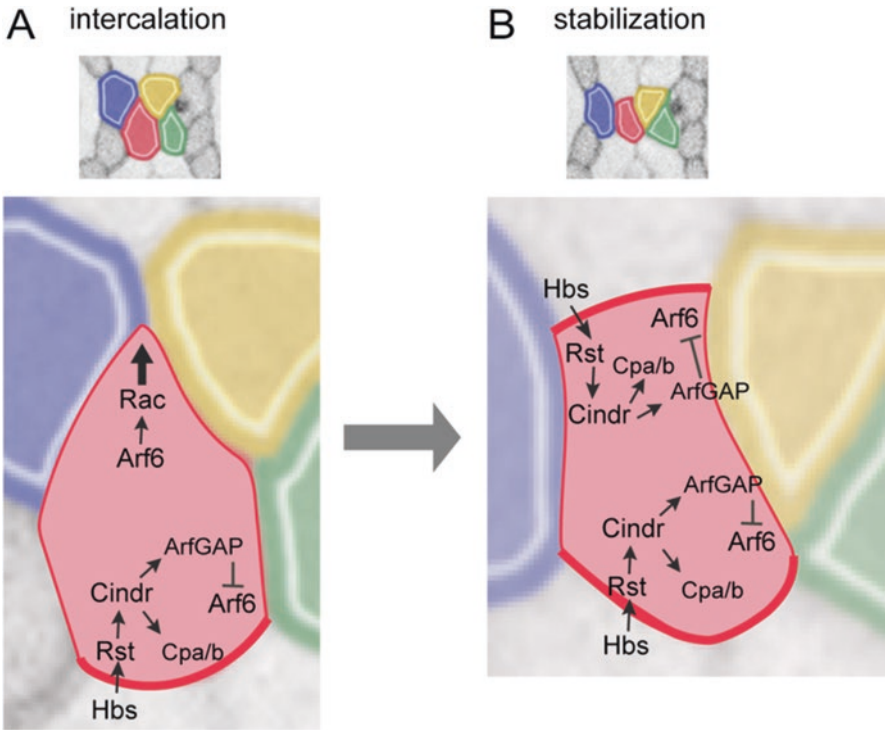 A intercalation
B stabilization
Rac
Arf6
ArfGAP
Cindr
Arf6
Rst
Cpa/b
Hbs
Hbs
Arf6
Rst
Cpa/b
ArfGAP
Cindr
ArfGAP
Cindr
Arf6
Rst
Cpa/b
Hbs